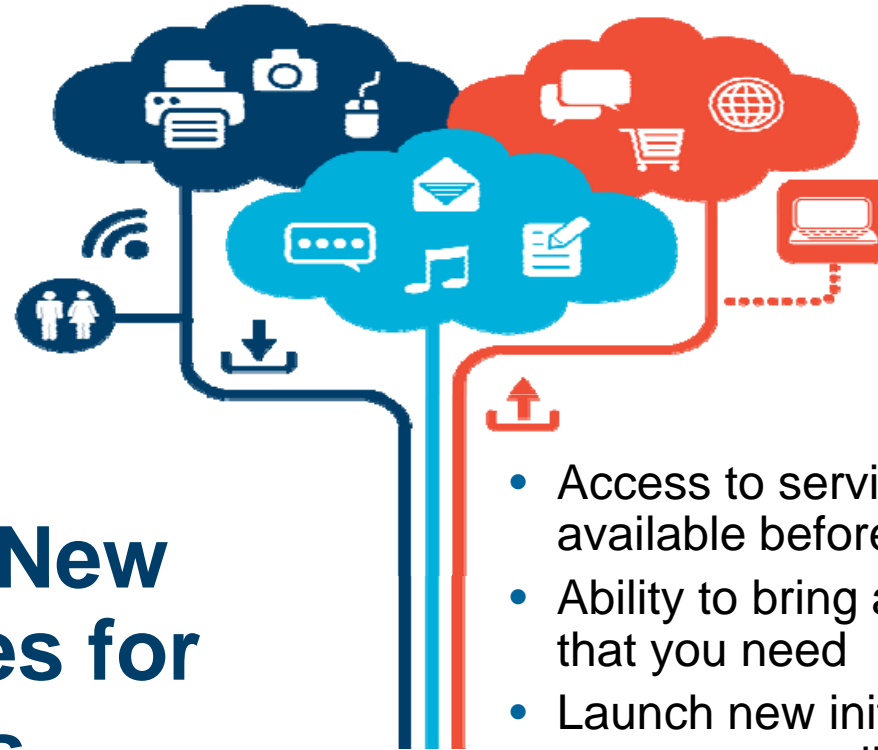 New
es for
• Access to servi
available before
• Ability to bring a
that you need
• Launch new init